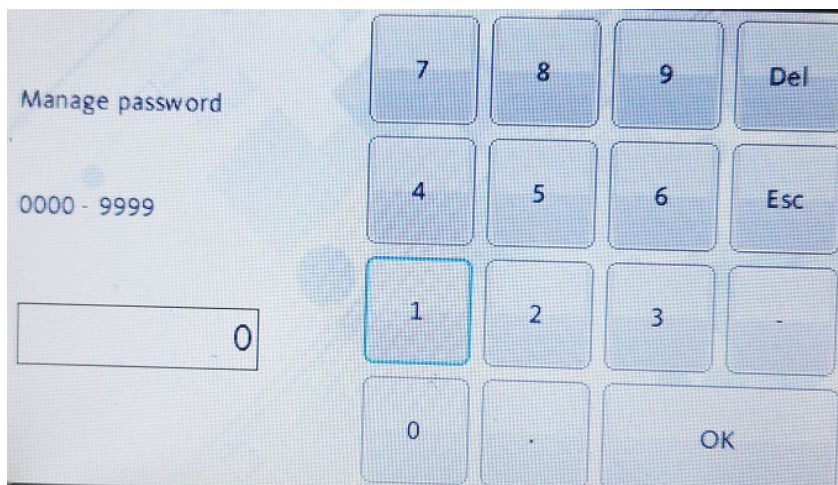 Manage password
0000 - 9999
0
7 8 9 Del
4 5 6 Esc
1 2 3 -
0 . OK